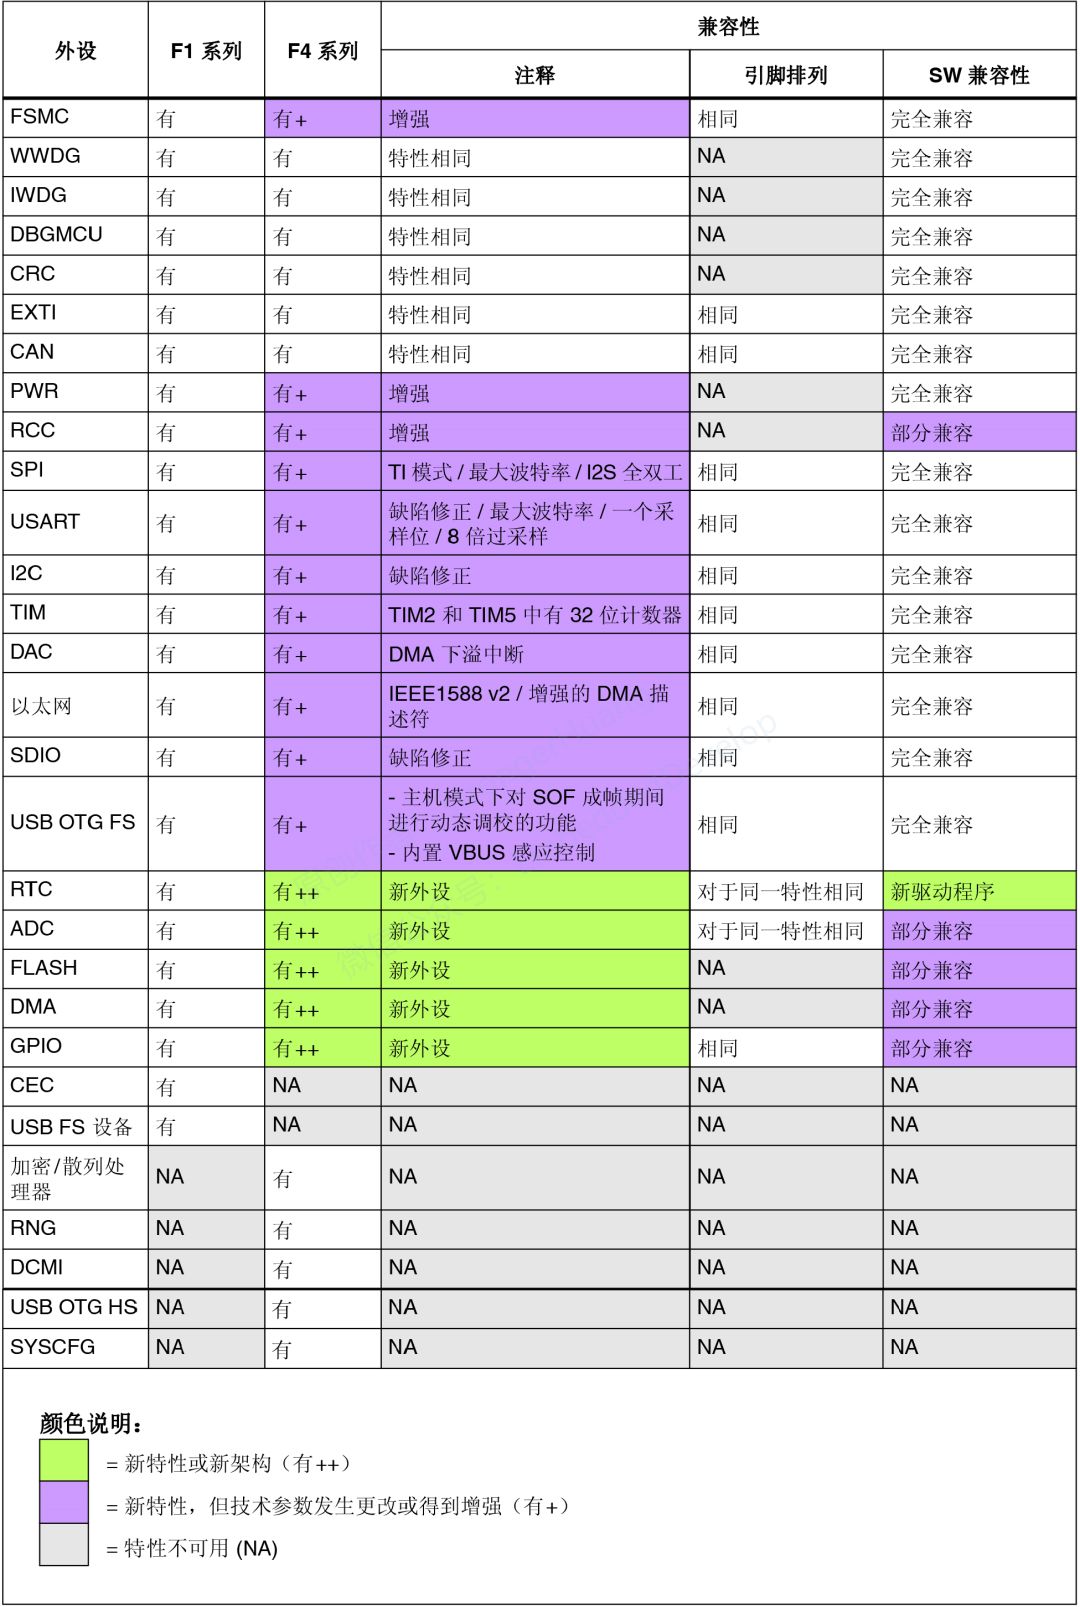 外设 F1 系列 F4 系列 兼容性
注释 引脚排列 SW 兼容性
FSMC 有 有+ 增强 相同 完全兼容
WWDG 有 有 特性相同 NA 完全兼容
IWDG 有 有 特性相同 NA 完全兼容
DBGMCU 有 有 特性相同 NA 完全兼容
CRC 有 有 特性相同 NA 完全兼容
EXTI 有 有 特性相同 相同 完全兼容
CAN 有 有 特性相同 相同 完全兼容
PWR 有 有+ 增强 NA 完全兼容
RCC 有 有+ 增强 NA 部分兼容
SPI 有 有+ TI 模式 / 最大波特率 / I2S 全双工 相同 完全兼容
USART 有 有+ 缺陷修正 / 最大波特率 / 一个采
样位 / 8 倍过采样 相同 完全兼容
I2C 有 有+ 缺陷修正 相同 完全兼容
TIM 有 有+ TIM2 和 TIM5 中有 32 位计数器 相同 完全兼容
DAC 有 有+ DMA 下溢中断 相同 完全兼容
以太网 有 有+ IEEE1588 v2 / 增强的 DMA 描
述符 相同 完全兼容
SDIO 有 有+ 缺陷修正 相同 完全兼容
USB OTG FS 有 有+ - 主机模式下对 SOF 成帧期间
进行动态调校的功能
- 内置 VBUS 感应控制 相同 完全兼容
RTC 有 有++ 新外设 对于同一特性相同 新驱动程序
ADC 有 有++ 新外设 对于同一特性相同 部分兼容
FLASH 有 有++ 新外设 NA 部分兼容
DMA 有 有++ 新外设 NA 部分兼容
GPIO 有 有++ 新外设 相同 部分兼容
CEC 有 NA NA NA NA
USB FS 设备 有 NA NA NA NA
加密/散列处
理器 NA 有 NA NA NA
RNG NA 有 NA NA NA
DCMI NA 有 NA NA NA
USB OTG HS NA 有 NA NA NA
SYSCFG NA 有 NA NA NA
颜色说明：
= 新特性或新架构（有++）
= 新特性，但技术参数发生更改或得到增强（有+）
= 特性不可用 (NA)